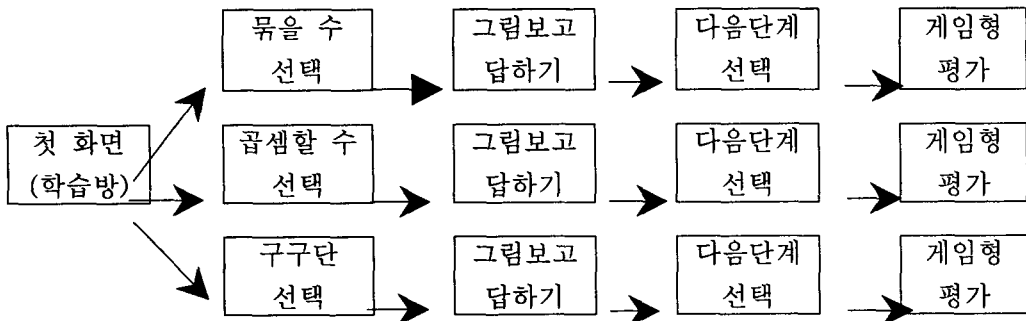 묶을 수
선택
그림보고
답하기
다음단계
선택
게임형
평가
첫 화면
(학습방)
곱셈할 수
선택
그림보고
답하기
다음단계
선택
게임형
평가
구구단
선택
그림보고
답하기
다음단계
선택
게임형
평가